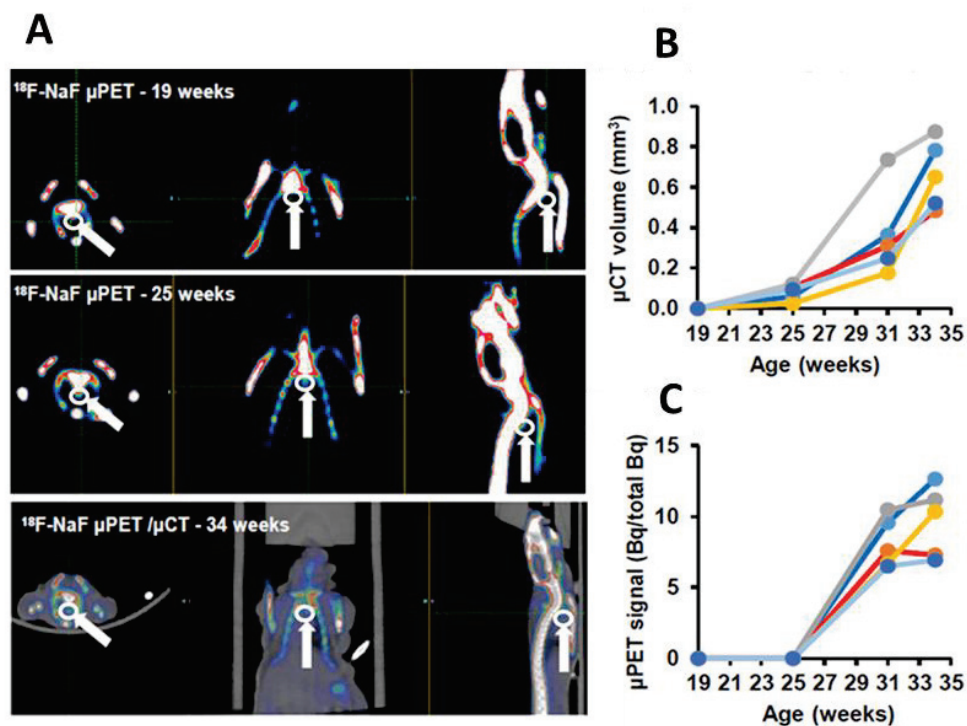 A
¹⁸F-NaF µPET - 19 weeks
¹⁸F-NaF µPET - 25 weeks
¹⁸F-NaF µPET /µCT - 34 weeks
B
µCT volume (mm³)
1.0
0.8
0.6
0.4
0.2
0.0
19 21 23 25 27 29 31 33 35
Age (weeks)
C
µPET signal (Bq/total Bq)
15
10
5
0
19 21 23 25 27 29 31 33 35
Age (weeks)